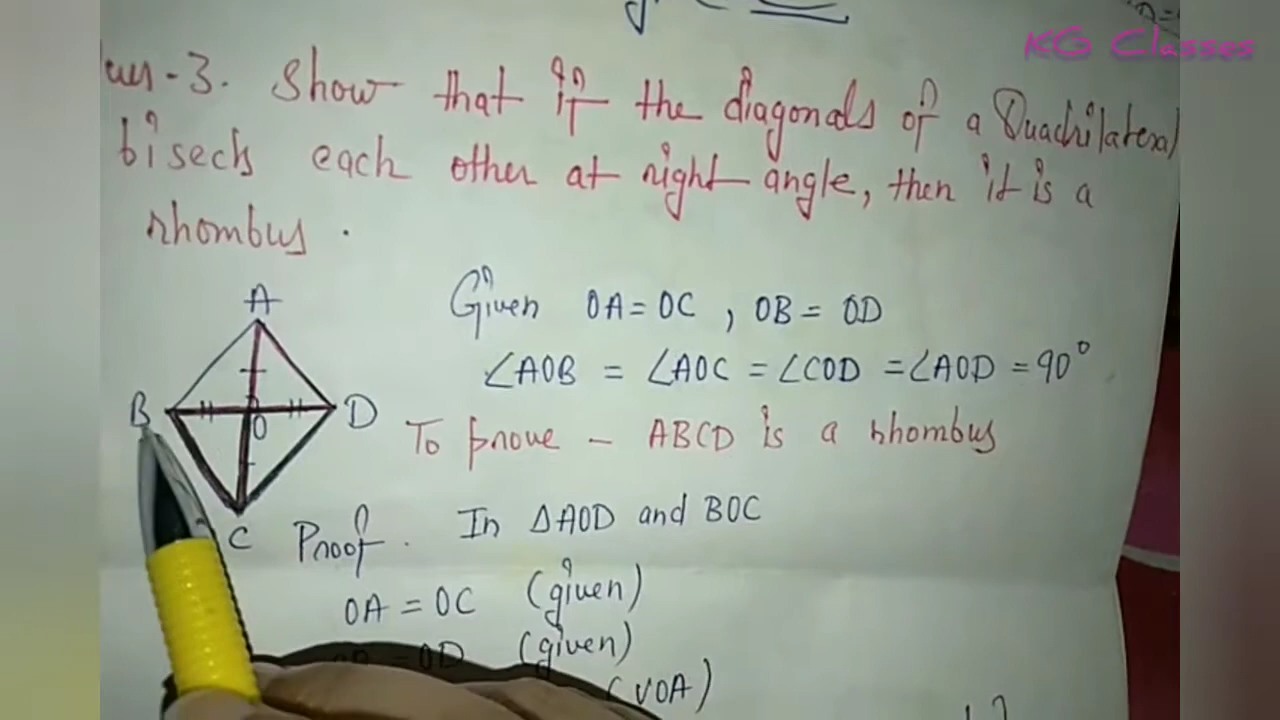 KG Classes
-3. Show that if the diagonals of a Quadrilateral
bisects each other at right angle, then it is a
rhombus.
A
Given OA = OC, OB = OD
∠AOB = ∠AOC = ∠COD = ∠AOD = 90°
B D
O
To prove - ABCD is a rhombus
C
Proof. In ΔAOD and BOC
OA = OC (given)
OD (given)
(VOA)